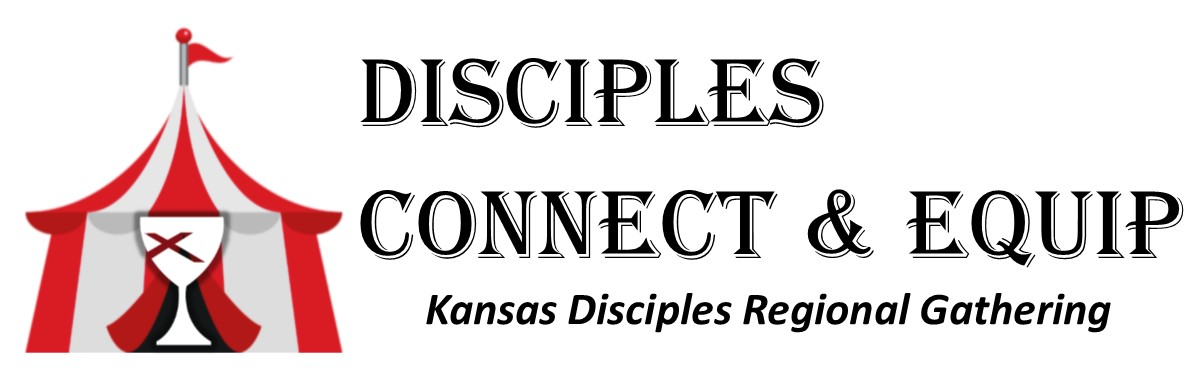 DISCIPLES
CONNECT & EQUIP
Kansas Disciples Regional Gathering